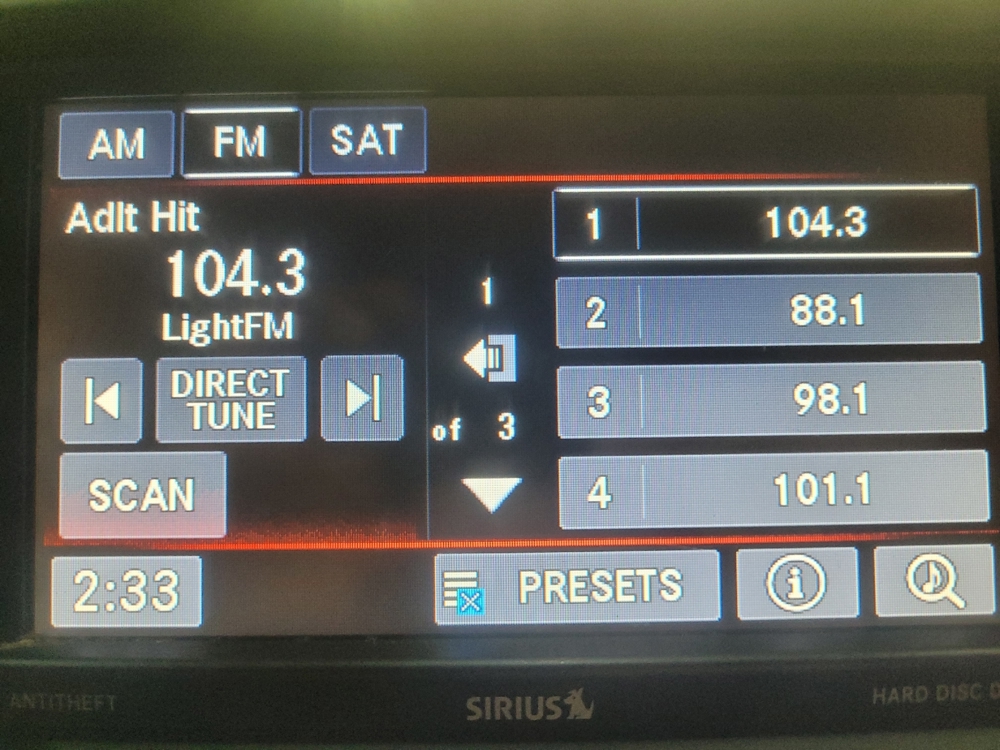 AM FM SAT
Adlt Hit
104.3
LightFM
DIRECT
TUNE
SCAN
1
of 3
1 104.3
2 88.1
3 98.1
4 101.1
2:33
PRESETS
i
ANTITHEFT
SIRIUS
HARD DISC